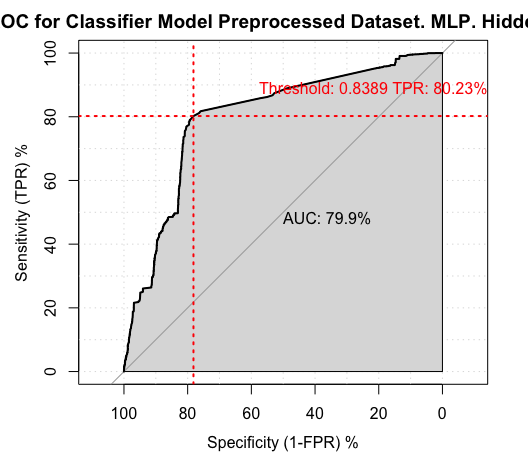 OC for Classifier Model Preprocessed Dataset. MLP. Hidde
Threshold: 0.8389 TPR: 80.23%
AUC: 79.9%
Sensitivity (TPR) %
100
80
60
40
20
0
100 80 60 40 20 0
Specificity (1-FPR) %